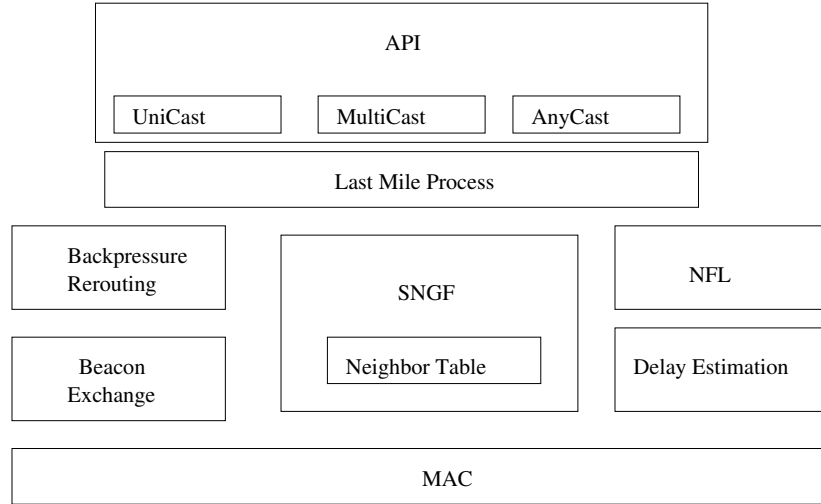 API
UniCast
MultiCast
AnyCast
Last Mile Process
Backpressure
Rerouting
SNGF
NFL
Neighbor Table
Beacon
Exchange
Delay Estimation
MAC